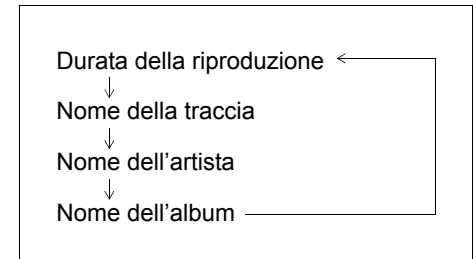 Durata della riproduzione
Nome della traccia
Nome dell’artista
Nome dell’album